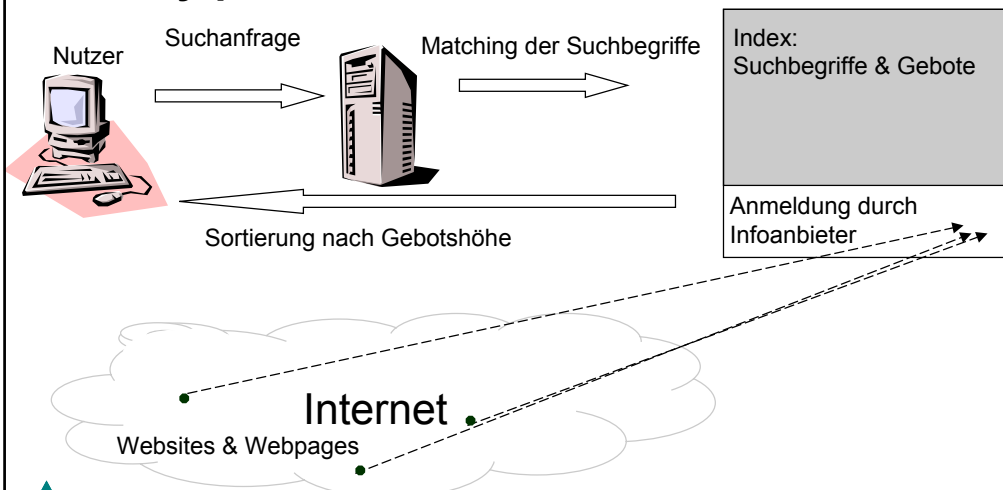 Nutzer
Suchanfrage
Matching der Suchbegriffe
Index:
Suchbegriffe & Gebote
Sortierung nach Gebotshöhe
Anmeldung durch
Infoanbieter
Internet
Websites & Webpages